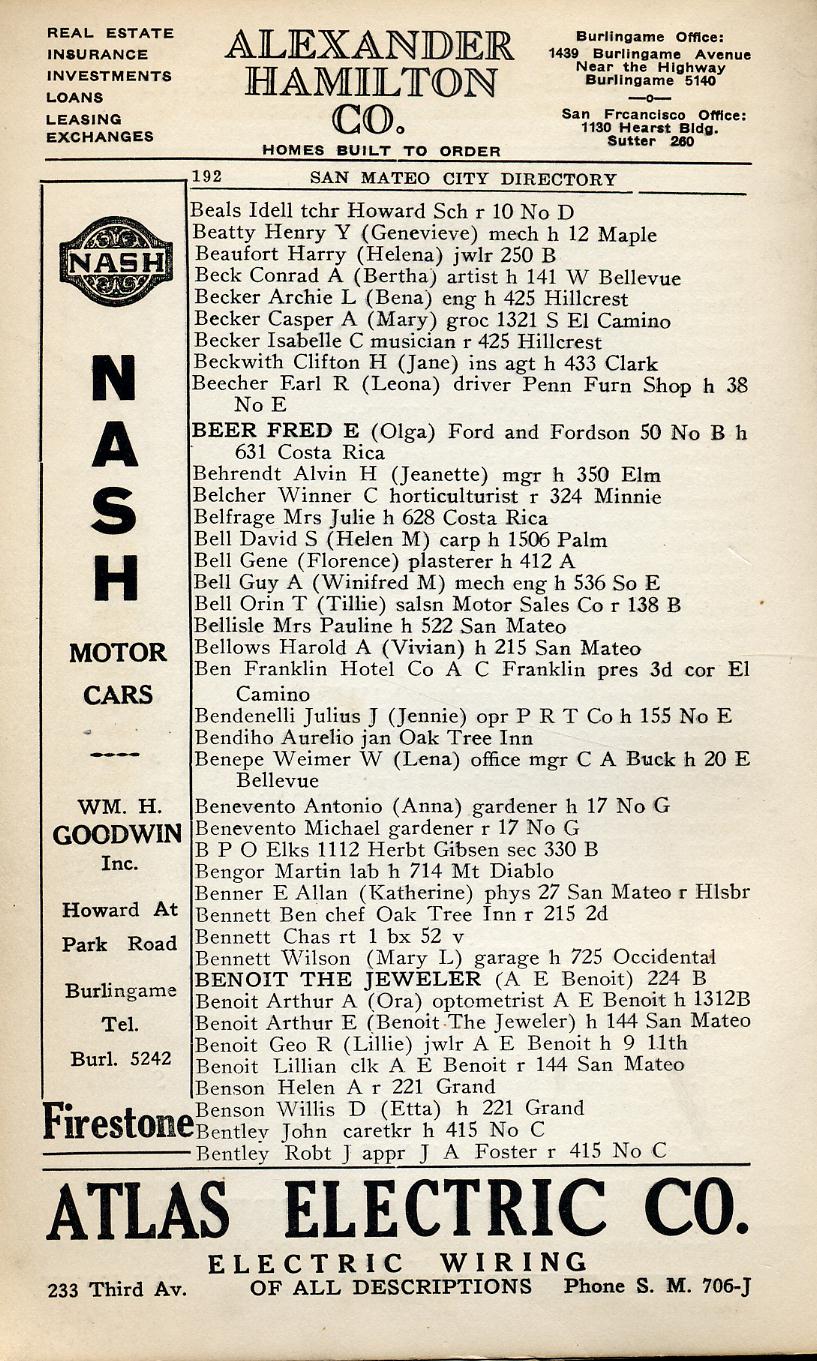 REAL ESTATE
INSURANCE
INVESTMENTS
LOANS
LEASING
EXCHANGES
ALEXANDER
HAMILTON
CO.
HOMES BUILT TO ORDER
Burlingame Office:
1439 Burlingame Avenue
Near the Highway
Burlingame 5140
—o—
San Frcancisco Office:
1130 Hearst Bldg.
Sutter 260
192 SAN MATEO CITY DIRECTORY
NASH
N
A
S
H
MOTOR
CARS
----
WM. H.
GOODWIN
Inc.
Howard At
Park Road
Burlingame
Tel.
Burl. 5242
Firestone
Beals Idell tchr Howard Sch r 10 No D
Beatty Henry Y (Genevieve) mech h 12 Maple
Beaufort Harry (Helena) jwlr 250 B
Beck Conrad A (Bertha) artist h 141 W Bellevue
Becker Archie L (Bena) eng h 425 Hillcrest
Becker Casper A (Mary) groc 1321 S El Camino
Becker Isabelle C musician r 425 Hillcrest
Beckwith Clifton H (Jane) ins agt h 433 Clark
Beecher Earl R (Leona) driver Penn Furn Shop h 38
No E
BEER FRED E (Olga) Ford and Fordson 50 No B h
631 Costa Rica
Behrendt Alvin H (Jeanette) mgr h 350 Elm
Belcher Winner C horticulturist r 324 Minnie
Belfrage Mrs Julie h 628 Costa Rica
Bell David S (Helen M) carp h 1506 Palm
Bell Gene (Florence) plasterer h 412 A
Bell Guy A (Winifred M) mech eng h 536 So E
Bell Orin T (Tillie) salsn Motor Sales Co r 138 B
Bellisle Mrs Pauline h 522 San Mateo
Bellows Harold A (Vivian) h 215 San Mateo
Ben Franklin Hotel Co A C Franklin pres 3d cor El
Camino
Bendenelli Julius J (Jennie) opr P R T Co h 155 No E
Bendiho Aurelio jan Oak Tree Inn
Benepe Weimer W (Lena) office mgr C A Buck h 20 E
Bellevue
Benevento Antonio (Anna) gardener h 17 No G
Benevento Michael gardener r 17 No G
B P O Elks 1112 Herbt Gibsen sec 330 B
Bengor Martin lab h 714 Mt Diablo
Benner E Allan (Katherine) phys 27 San Mateo r Hlsbr
Bennett Ben chef Oak Tree Inn r 215 2d
Bennett Chas rt 1 bx 52 v
Bennett Wilson (Mary L) garage h 725 Occidental
BENOIT THE JEWELER (A E Benoit) 224 B
Benoit Arthur A (Ora) optometrist A E Benoit h 1312B
Benoit Arthur E (Benoit The Jeweler) h 144 San Mateo
Benoit Geo R (Lillie) jwlr A E Benoit h 9 11th
Benoit Lillian clk A E Benoit r 144 San Mateo
Benson Helen A r 221 Grand
Benson Willis D (Etta) h 221 Grand
Bentley John caretkr h 415 No C
Bentley Robt J appr J A Foster r 415 No C
ATLAS ELECTRIC CO.
ELECTRIC WIRING
233 Third Av. OF ALL DESCRIPTIONS Phone S. M. 706-J